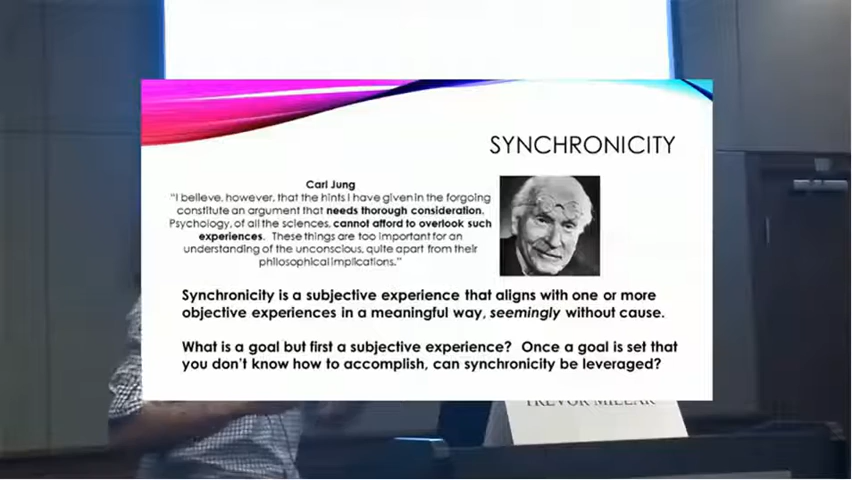 SYNCHRONICITY
Carl Jung
"I believe, however, that the hints I have given in the forgoing
constitute an argument that needs thorough consideration.
Psychology, of all the sciences, cannot afford to overlook such
experiences. These things are too important for an
understanding of the unconscious, quite apart from their
philosophical implications."
Synchronicity is a subjective experience that aligns with one or more
objective experiences in a meaningful way, seemingly without cause.
What is a goal but first a subjective experience? Once a goal is set that
you don't know how to accomplish, can synchronicity be leveraged?
TREVOR MILLAR